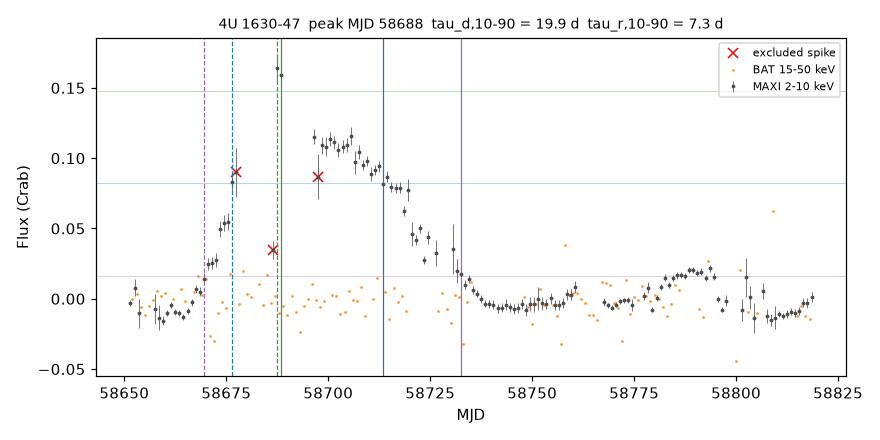 4U 1630-47  peak MJD 58688  tau_d,10-90 = 19.9 d  tau_r,10-90 = 7.3 d
excluded spike
BAT 15-50 keV
MAXI 2-10 keV
Flux (Crab)
0.15
0.10
0.05
0.00
−0.05
58650 58675 58700 58725 58750 58775 58800 58825
MJD